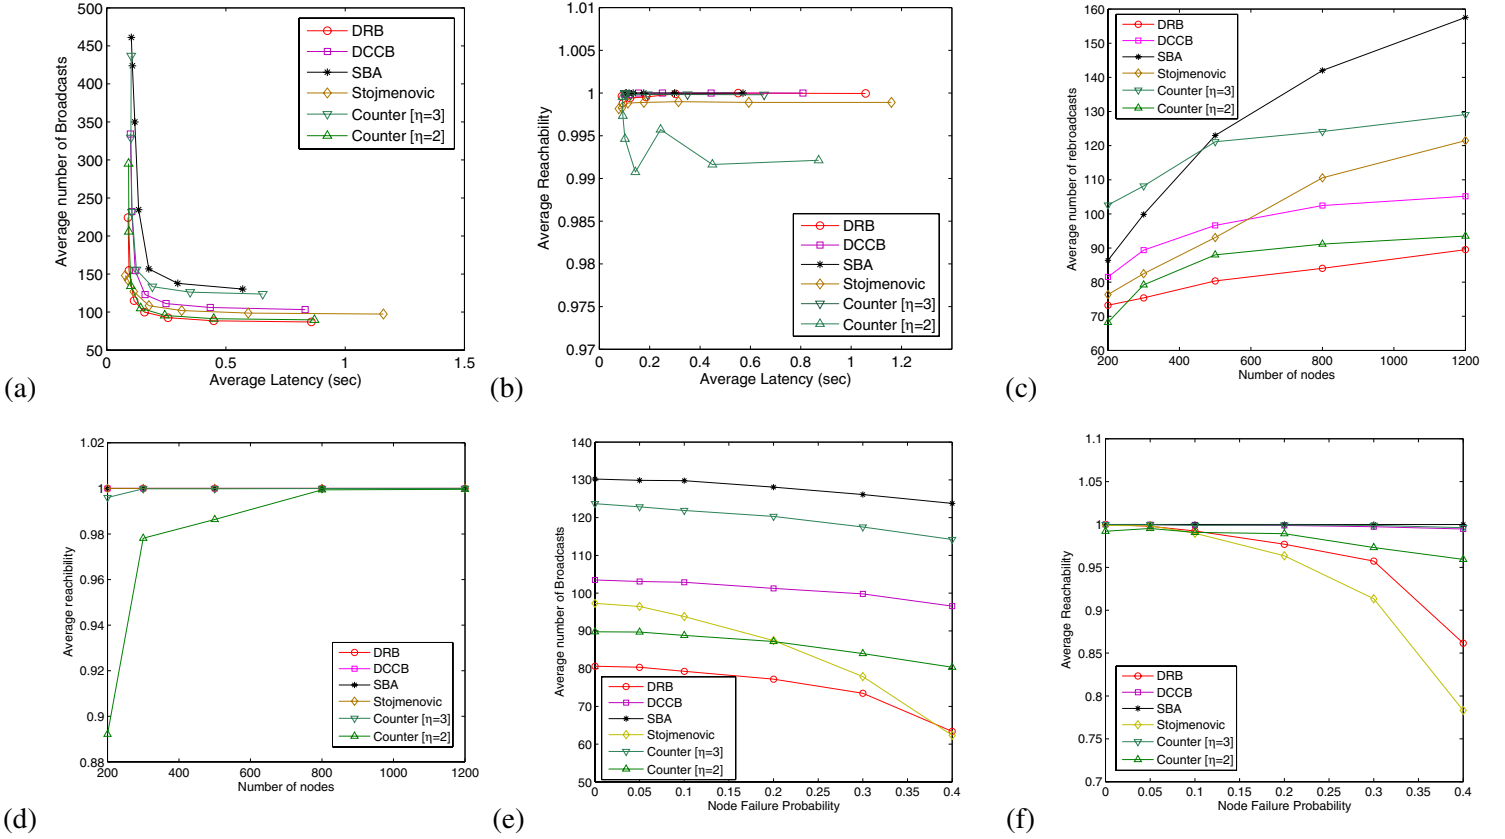 500
450
400
350
300
250
200
150
100
50
0
0.5
1
1.5
Average number of Broadcasts
Average Latency (sec)
DRB
DCCB
SBA
Stojmenovic
Counter [η=3]
Counter [η=2]
(a)
1.01
1.005
1.000
0.995
0.99
0.985
0.98
0.975
0.97
0
0.2
0.4
0.6
0.8
1
1.2
Average Reachability
Average Latency (sec)
DRB
DCCB
SBA
Stojmenovic
Counter [η=3]
Counter [η=2]
(b)
160
150
140
130
120
110
100
90
80
70
60
200
400
600
800
1000
1200
Average number of rebroadcasts
Number of nodes
DRB
DCCB
SBA
Stojmenovic
Counter [η=3]
Counter [η=2]
(c)
1.02
1
0.98
0.96
0.94
0.92
0.9
0.88
200
400
600
800
1000
1200
Average reachibility
Number of nodes
DRB
DCCB
SBA
Stojmenovic
Counter [η=3]
Counter [η=2]
(d)
140
130
120
110
100
90
80
70
60
50
0
0.05
0.1
0.15
0.2
0.25
0.3
0.35
0.4
Average number of Broadcasts
Node Failure Probability
DRB
DCCB
SBA
Stojmenovic
Counter [η=3]
Counter [η=2]
(e)
1.1
1.05
1
0.95
0.9
0.85
0.8
0.75
0.7
0
0.05
0.1
0.15
0.2
0.25
0.3
0.35
0.4
Average Reachability
Node Failure Probability
DRB
DCCB
SBA
Stojmenovic
Counter [η=3]
Counter [η=2]
(f)